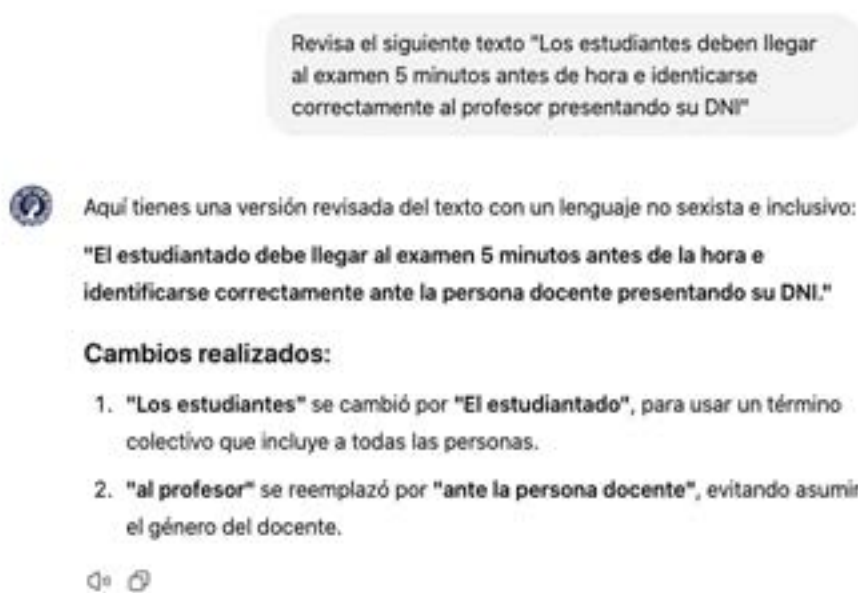 Revisa el siguiente texto "Los estudiantes deben llegar
al examen 5 minutos antes de hora e identicarse
correctamente al profesor presentando su DNI"
Aquí tienes una versión revisada del texto con un lenguaje no sexista e inclusivo:
"El estudiantado debe llegar al examen 5 minutos antes de la hora e
identificarse correctamente ante la persona docente presentando su DNI."
Cambios realizados:
1. "Los estudiantes" se cambió por "El estudiantado", para usar un término
colectivo que incluye a todas las personas.
2. "al profesor" se reemplazó por "ante la persona docente", evitando asumir
el género del docente.